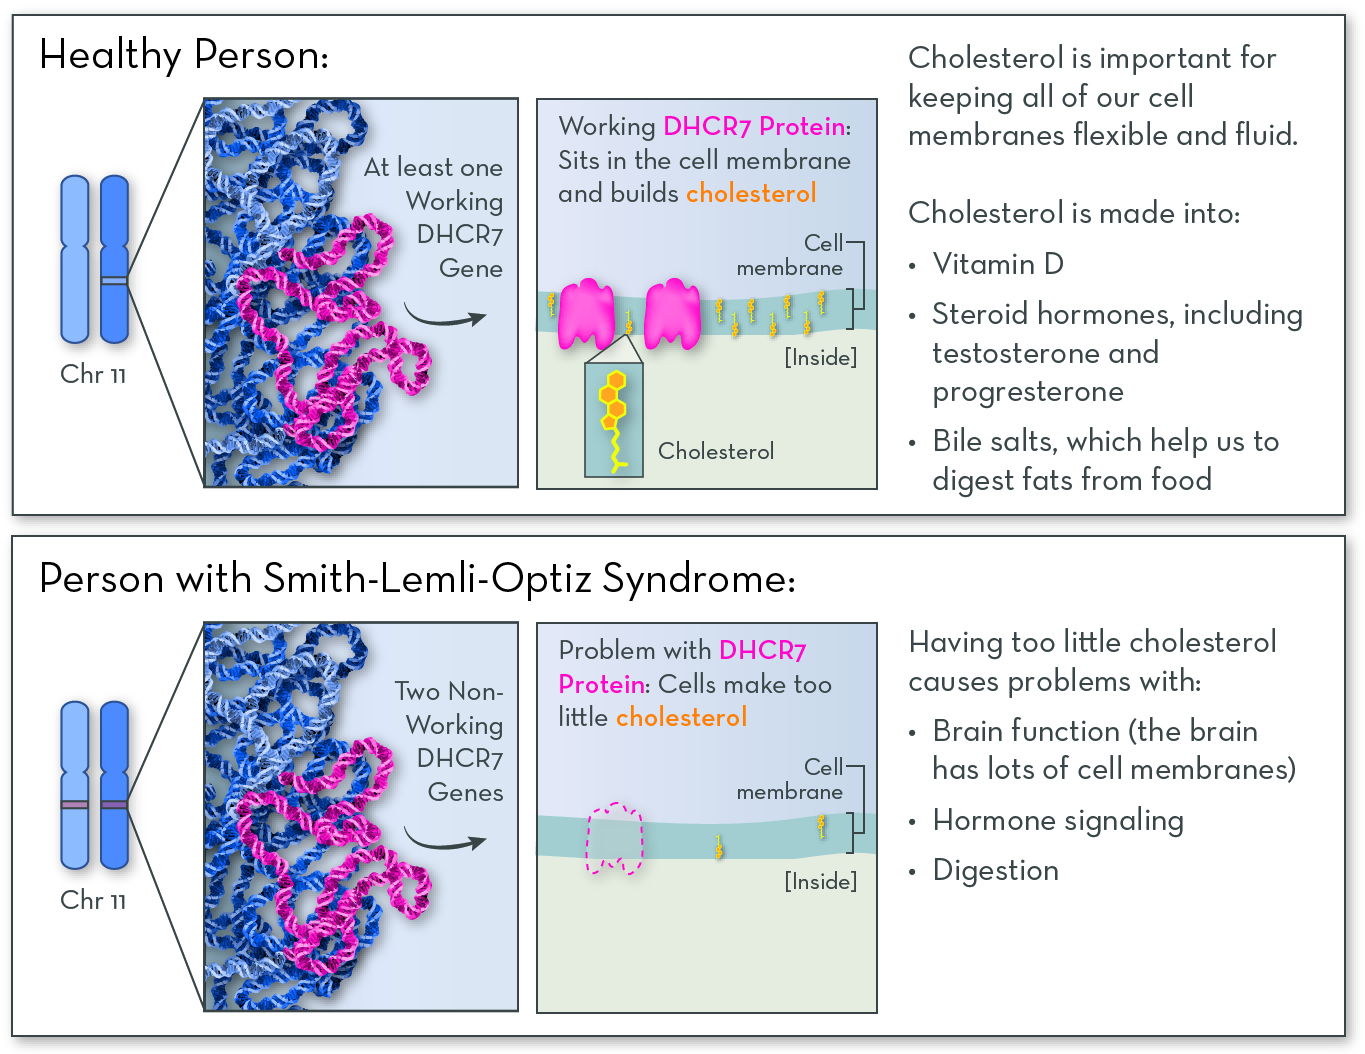 Healthy Person:
Chr 11
At least one
Working
DHCR7
Gene
Working DHCR7 Protein:
Sits in the cell membrane
and builds cholesterol
Cell
membrane
[Inside]
Cholesterol
Cholesterol is important for
keeping all of our cell
membranes flexible and fluid.
Cholesterol is made into:
• Vitamin D
• Steroid hormones, including
testosterone and
progresterone
• Bile salts, which help us to
digest fats from food
Person with Smith-Lemli-Optiz Syndrome:
Chr 11
Two Non-
Working
DHCR7
Genes
Problem with DHCR7
Protein: Cells make too
little cholesterol
Cell
membrane
[Inside]
Having too little cholesterol
causes problems with:
• Brain function (the brain
has lots of cell membranes)
• Hormone signaling
• Digestion